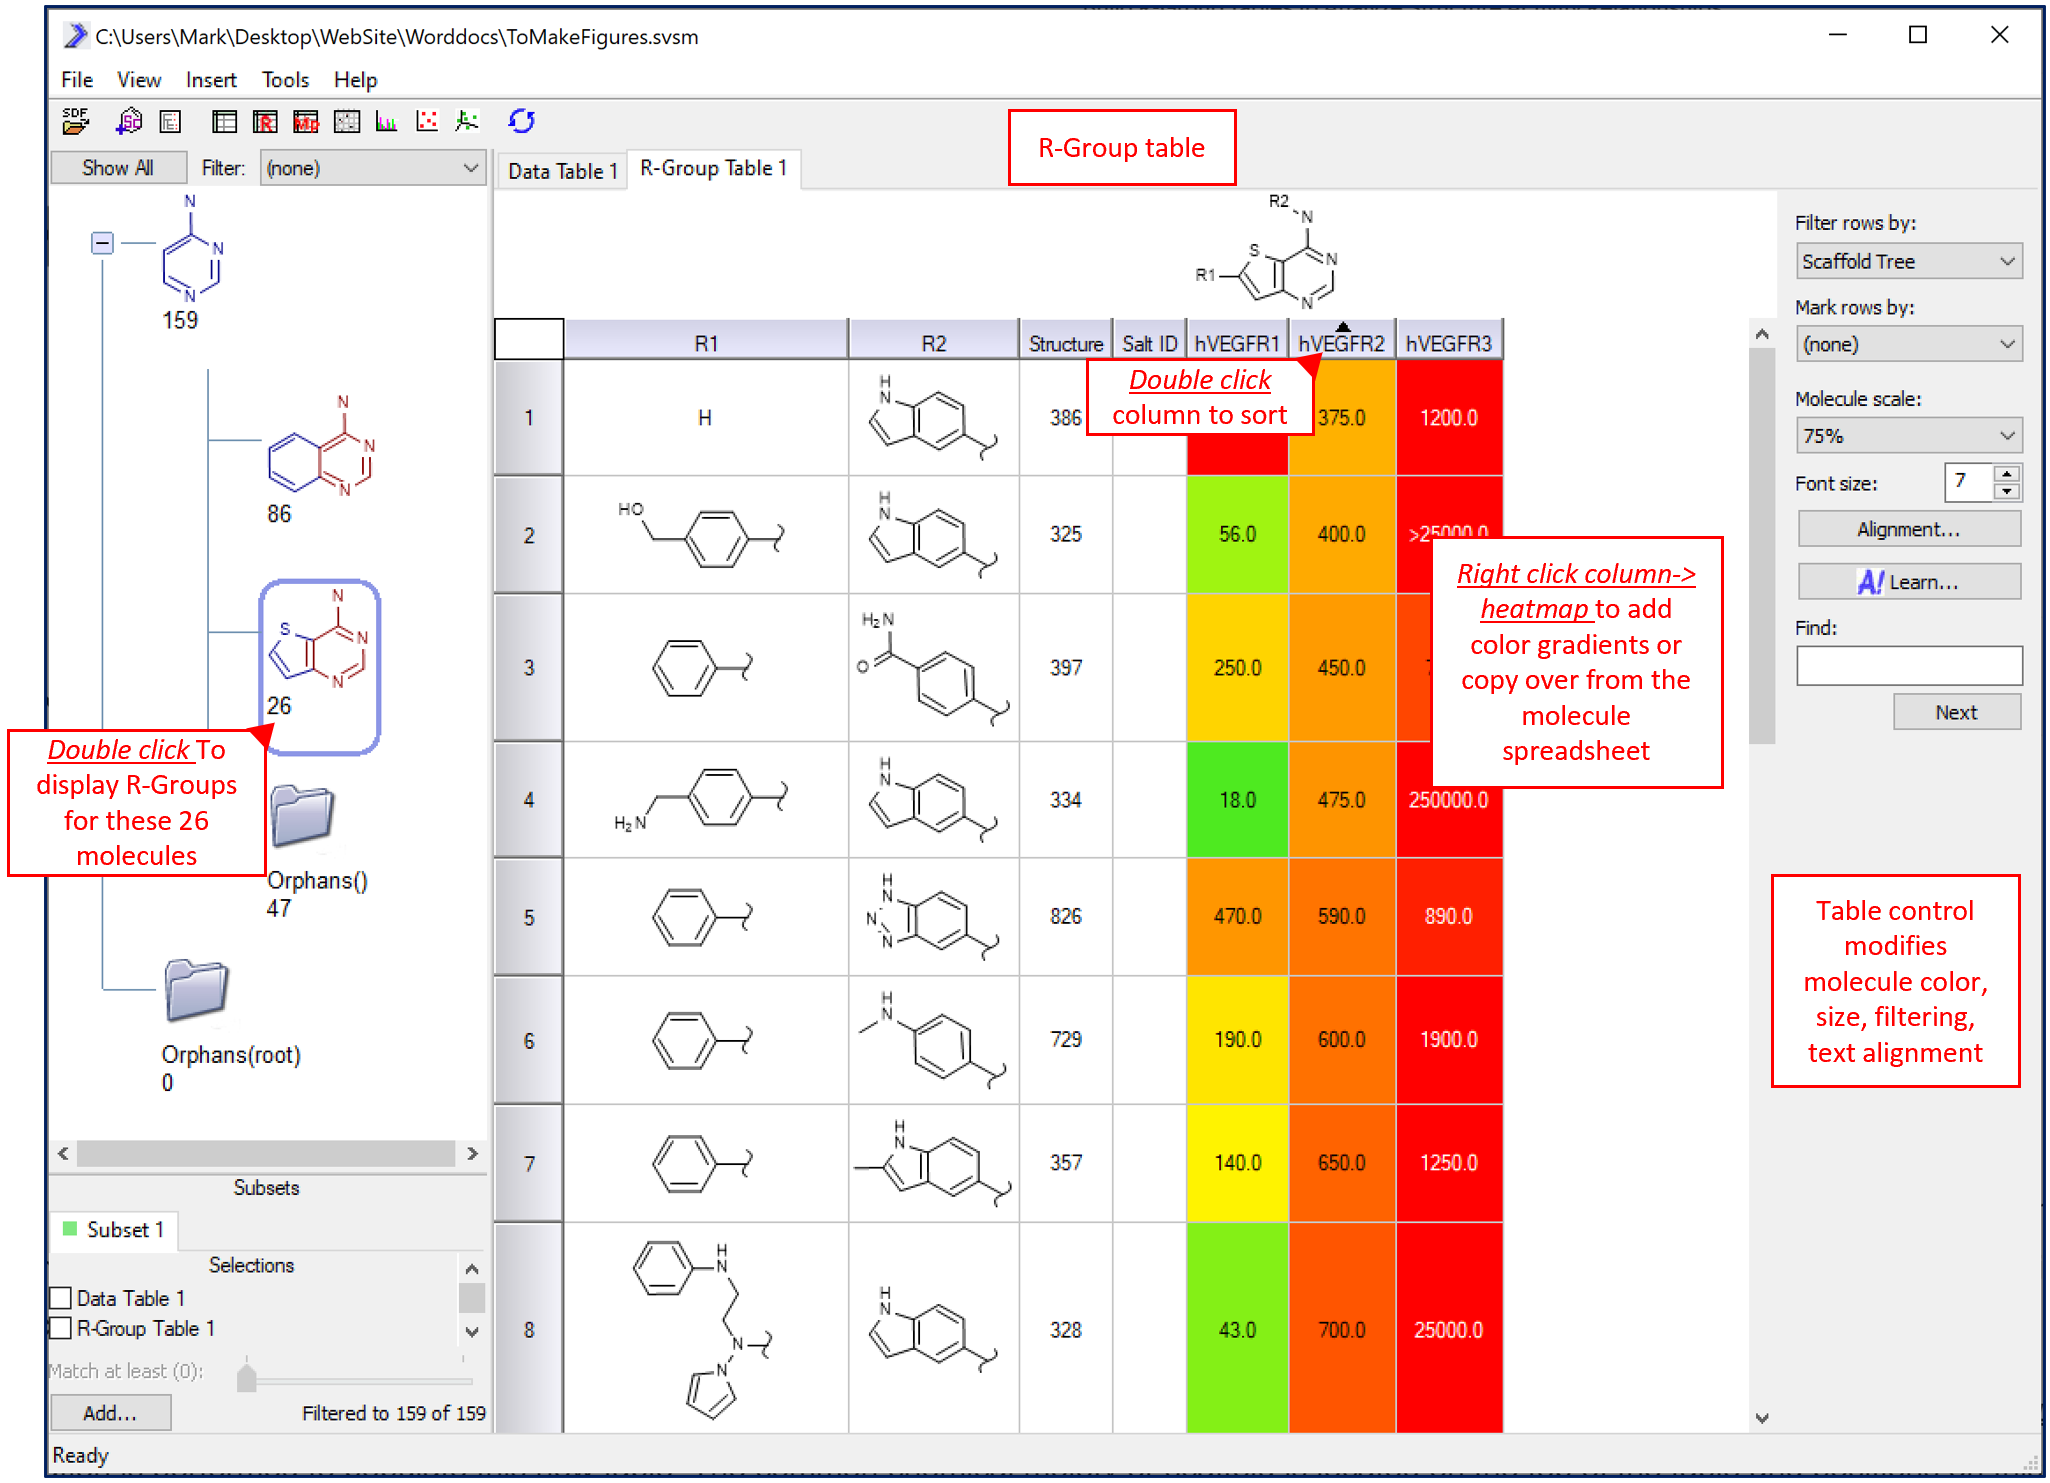 C:\Users\Mark\Desktop\WebSite\Worddocs\ToMakeFigures.svsm
File View Insert Tools Help
SDF
R-Group table
Show All Filter: (none)
Data Table 1 R-Group Table 1
N
N
N
159
N
N
N
86
S
N
N
N
26
Double click To
display R-Groups
for these 26
molecules
Orphans()
47
Orphans(root)
0
Subsets
Subset 1
Selections
Data Table 1
R-Group Table 1
Match at least (0):
Add... Filtered to 159 of 159
Ready
R2
N
S
N
R1
N
R1 R2 Structure Salt ID hVEGFR1 hVEGFR2 hVEGFR3
Double click
column to sort
1 H H N 386 375.0 1200.0
2 HO H N 325 56.0 400.0 >25000.0
3 H2N O 397 250.0 450.0
4 H2N H N 334 18.0 475.0 250000.0
5 H N N N 826 470.0 590.0 890.0
6 H N 729 190.0 600.0 1900.0
7 H N 357 140.0 650.0 1250.0
8 H N N N H N 328 43.0 700.0 25000.0
Right click column->
heatmap to add
color gradients or
copy over from the
molecule
spreadsheet
Filter rows by:
Scaffold Tree
Mark rows by:
(none)
Molecule scale:
75%
Font size: 7
Alignment...
A! Learn...
Find:
Next
Table control
modifies
molecule color,
size, filtering,
text alignment